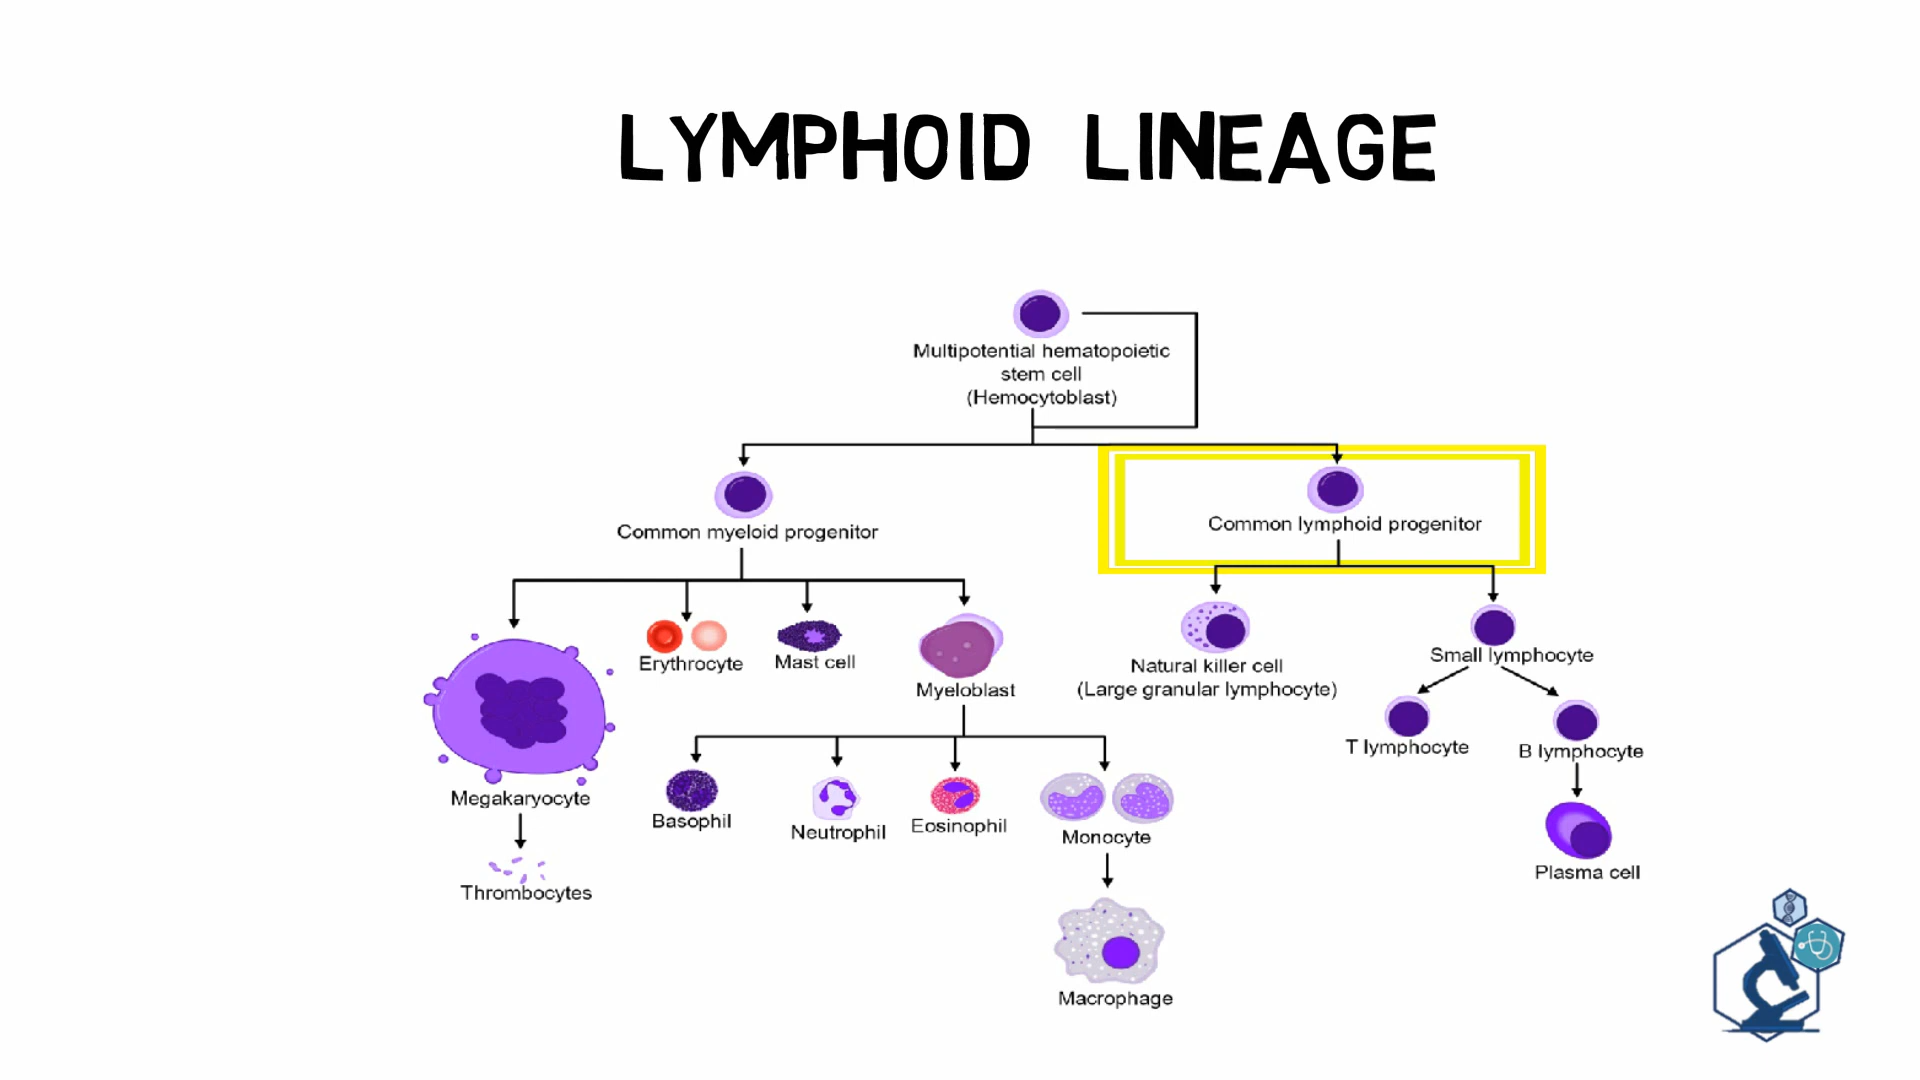 LYMPHOID LINEAGE
Multipotential hematopoietic
stem cell
(Hemocytoblast)
Common myeloid progenitor
Common lymphoid progenitor
Erythrocyte
Mast cell
Myeloblast
Natural killer cell
(Large granular lymphocyte)
Small lymphocyte
T lymphocyte
B lymphocyte
Megakaryocyte
Basophil
Neutrophil
Eosinophil
Monocyte
Plasma cell
Thrombocytes
Macrophage